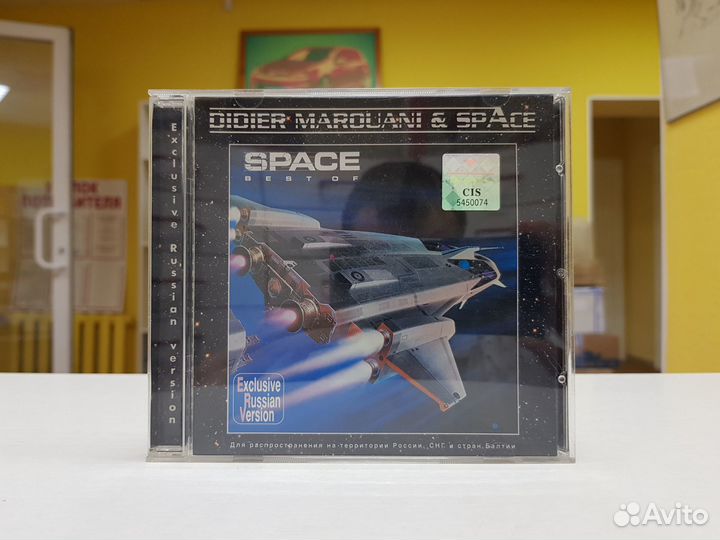 DIDIER MAROUANI & SPACE
SPACE
BEST OF
CIS
5450074
Exclusive Russian version
Exclusive
Russian
Version
Для распространения на территории России, СНГ и стран Балтии
Avito